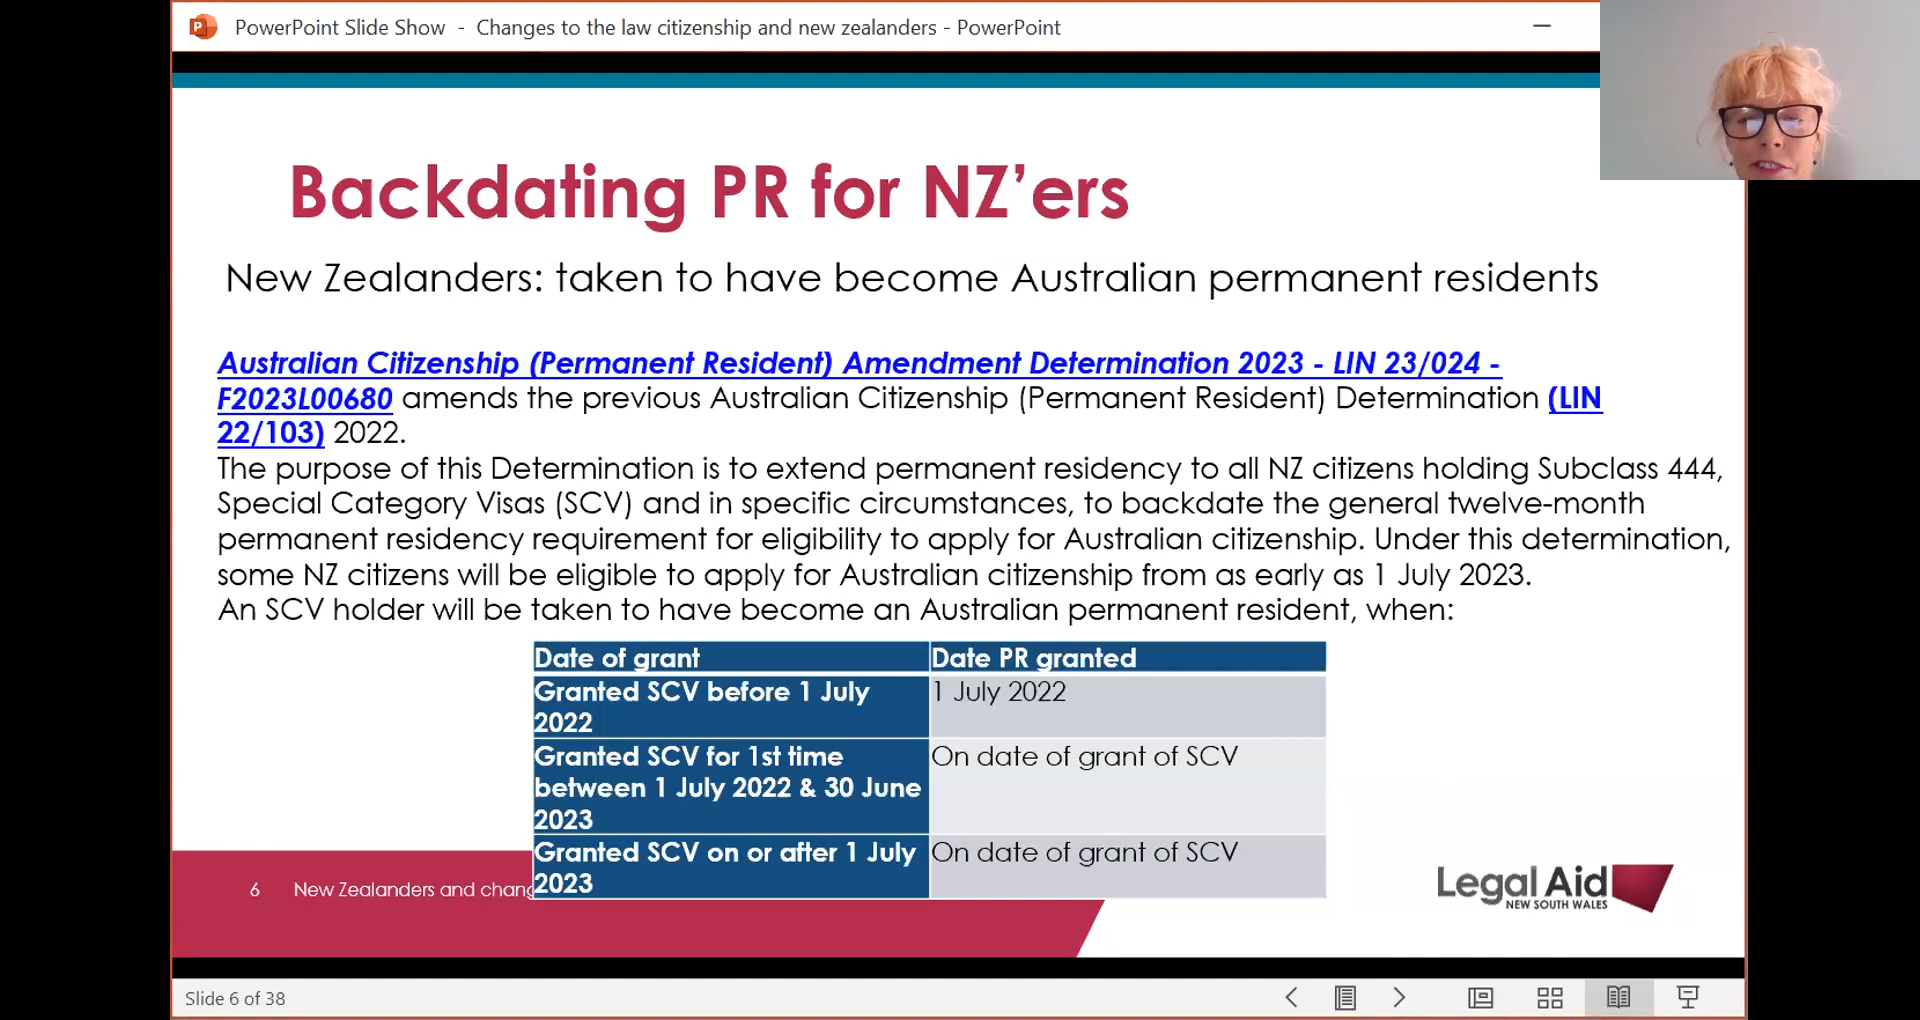 PowerPoint Slide Show - Changes to the law citizenship and new zealanders - PowerPoint
Backdating PR for NZ’ers
New Zealanders: taken to have become Australian permanent residents
Australian Citizenship (Permanent Resident) Amendment Determination 2023 - LIN 23/024 -
F2023L00680 amends the previous Australian Citizenship (Permanent Resident) Determination (LIN
22/103) 2022.
The purpose of this Determination is to extend permanent residency to all NZ citizens holding Subclass 444,
Special Category Visas (SCV) and in specific circumstances, to backdate the general twelve-month
permanent residency requirement for eligibility to apply for Australian citizenship. Under this determination,
some NZ citizens will be eligible to apply for Australian citizenship from as early as 1 July 2023.
An SCV holder will be taken to have become an Australian permanent resident, when:
Date of grant Date PR granted
Granted SCV before 1 July 1 July 2022
2022
Granted SCV for 1st time On date of grant of SCV
between 1 July 2022 & 30 June
2023
Granted SCV on or after 1 July On date of grant of SCV
2023
6 New Zealanders and chang
Legal Aid
NEW SOUTH WALES
Slide 6 of 38